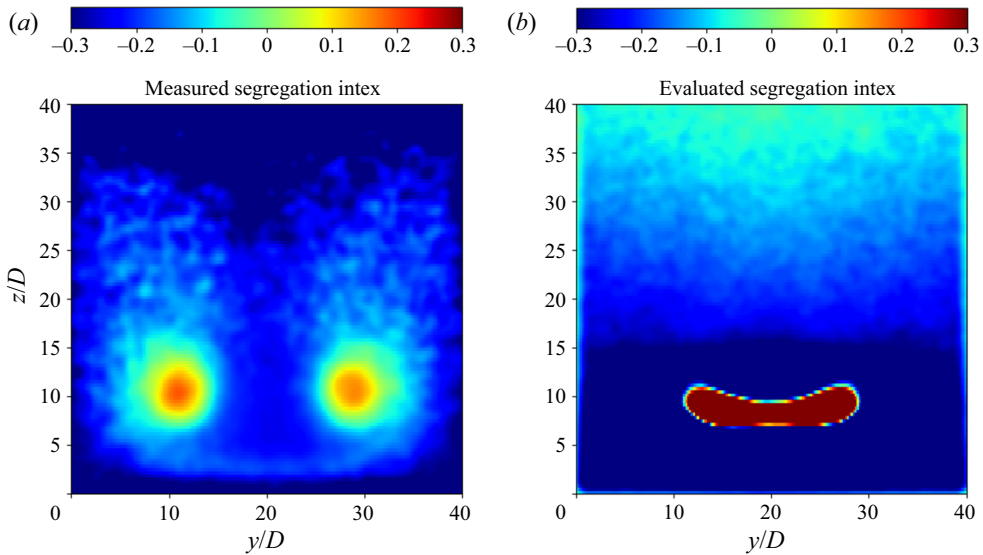 (a)
–0.3 –0.2 –0.1 0 0.1 0.2 0.3
Measured segregation intex
40
35
30
25
20
15
10
5
0 10 20 30 40
z/D
y/D
(b)
–0.3 –0.2 –0.1 0 0.1 0.2 0.3
Evaluated segregation intex
40
35
30
25
20
15
10
5
0 10 20 30 40
y/D